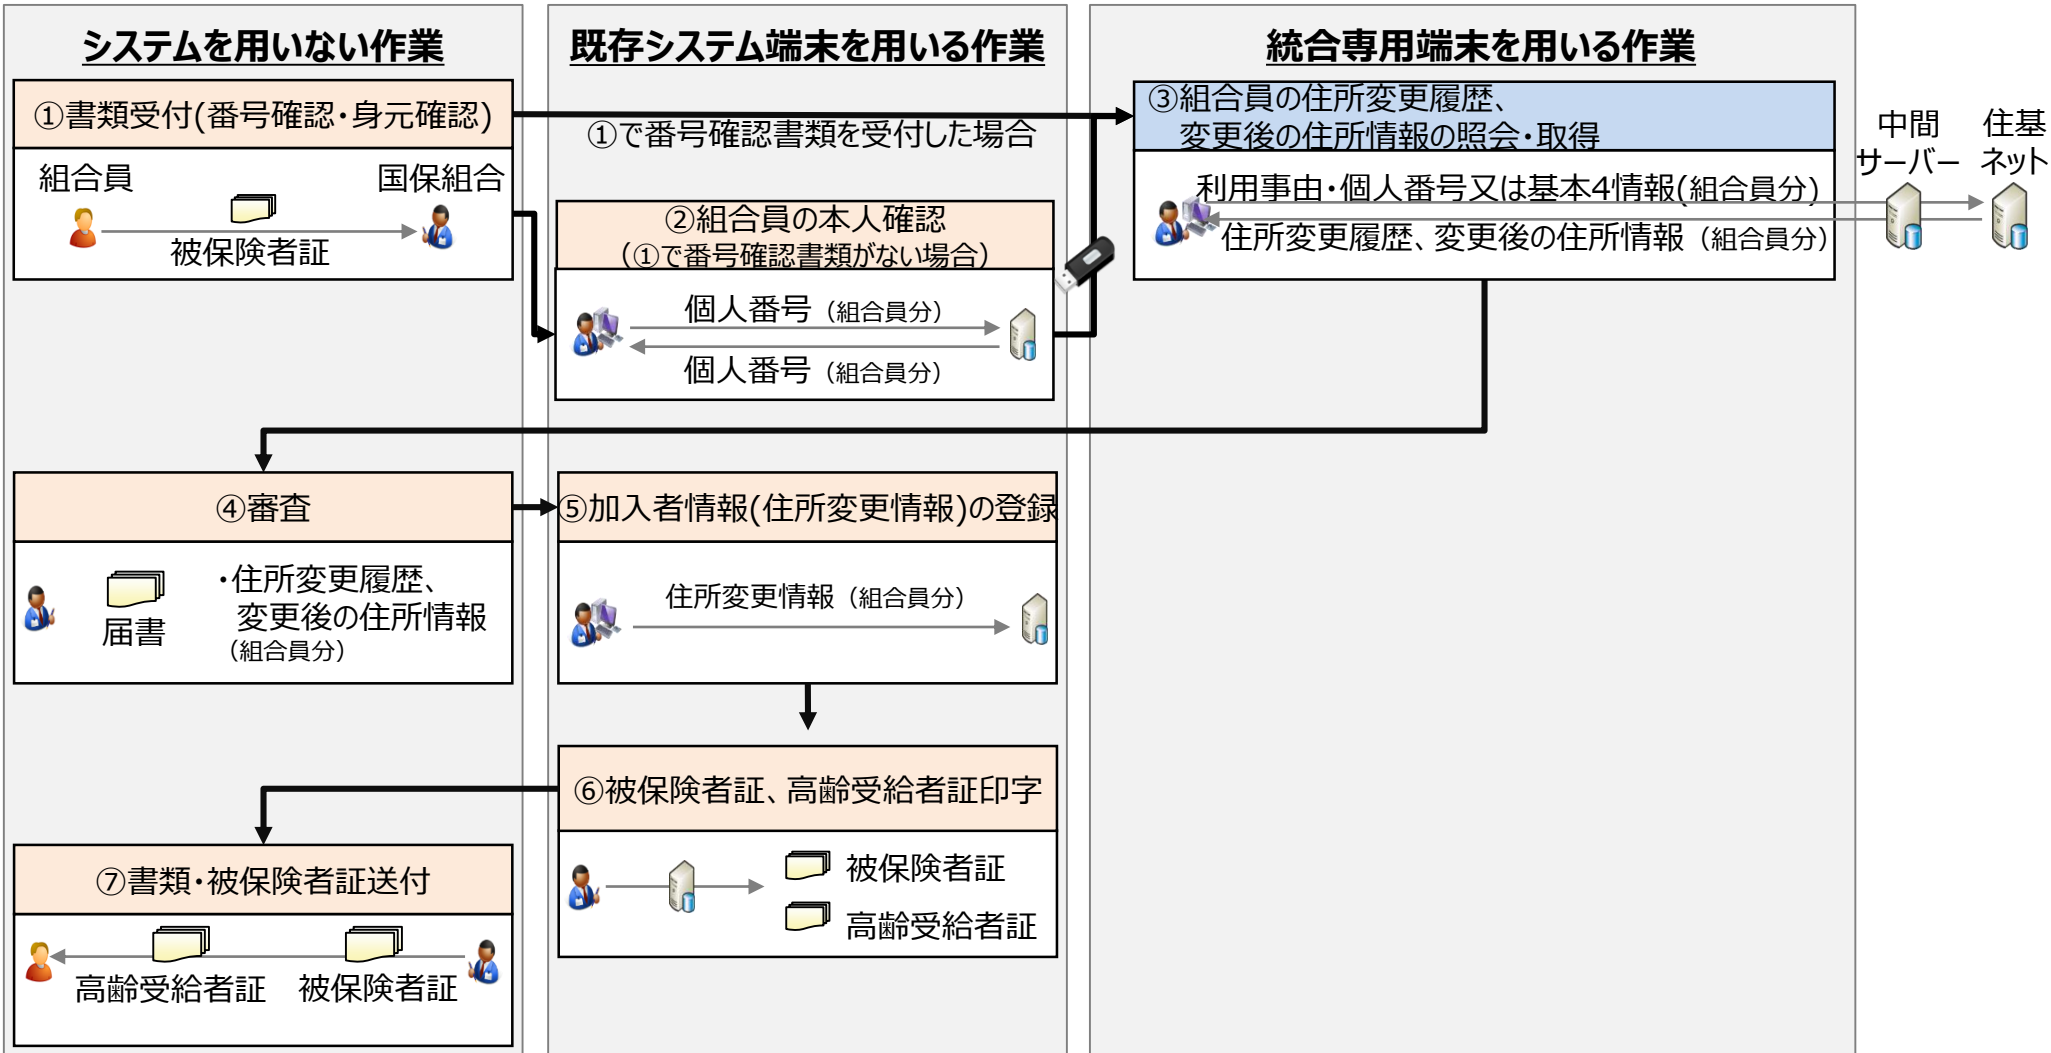 システムを用いない作業
既存システム端末を用いる作業
統合専用端末を用いる作業
①書類受付(番号確認・身元確認)
組合員
国保組合
被保険者証
①で番号確認書類を受付した場合
②組合員の本人確認
（①で番号確認書類がない場合）
個人番号（組合員分）
個人番号（組合員分）
③組合員の住所変更履歴、
変更後の住所情報の照会・取得
利用事由・個人番号又は基本4情報(組合員分)
住所変更履歴、変更後の住所情報（組合員分）
中間
サーバー
住基
ネット
④審査
届書
・住所変更履歴、
変更後の住所情報
（組合員分）
⑤加入者情報(住所変更情報)の登録
住所変更情報（組合員分）
⑥被保険者証、高齢受給者証印字
被保険者証
高齢受給者証
⑦書類・被保険者証送付
高齢受給者証
被保険者証